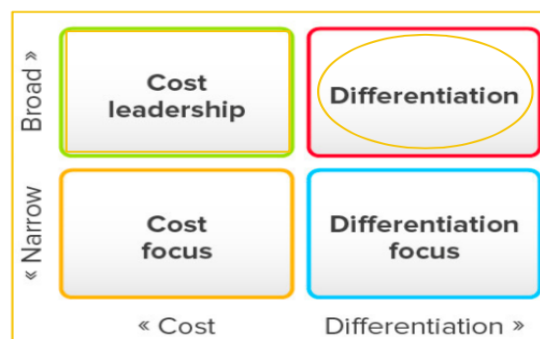 Broad »
Cost
leadership
Differentiation
« Narrow
Cost
focus
Differentiation
focus
« Cost
Differentiation »